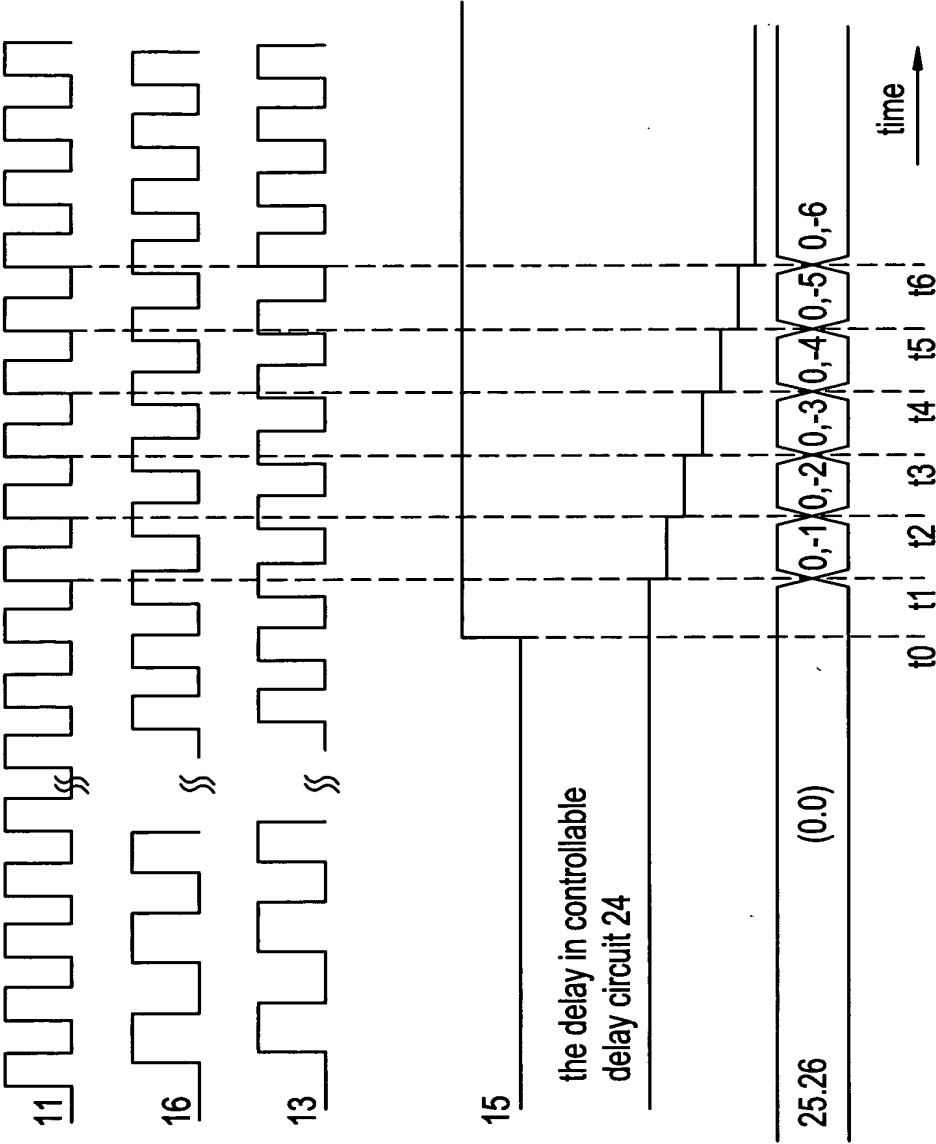 11
16
13
15
the delay in controllable
delay circuit 24
25.26
(0.0)
0,-1
0,-2
0,-3
0,-4
0,-5
0,-6
t0
t1
t2
t3
t4
t5
t6
time